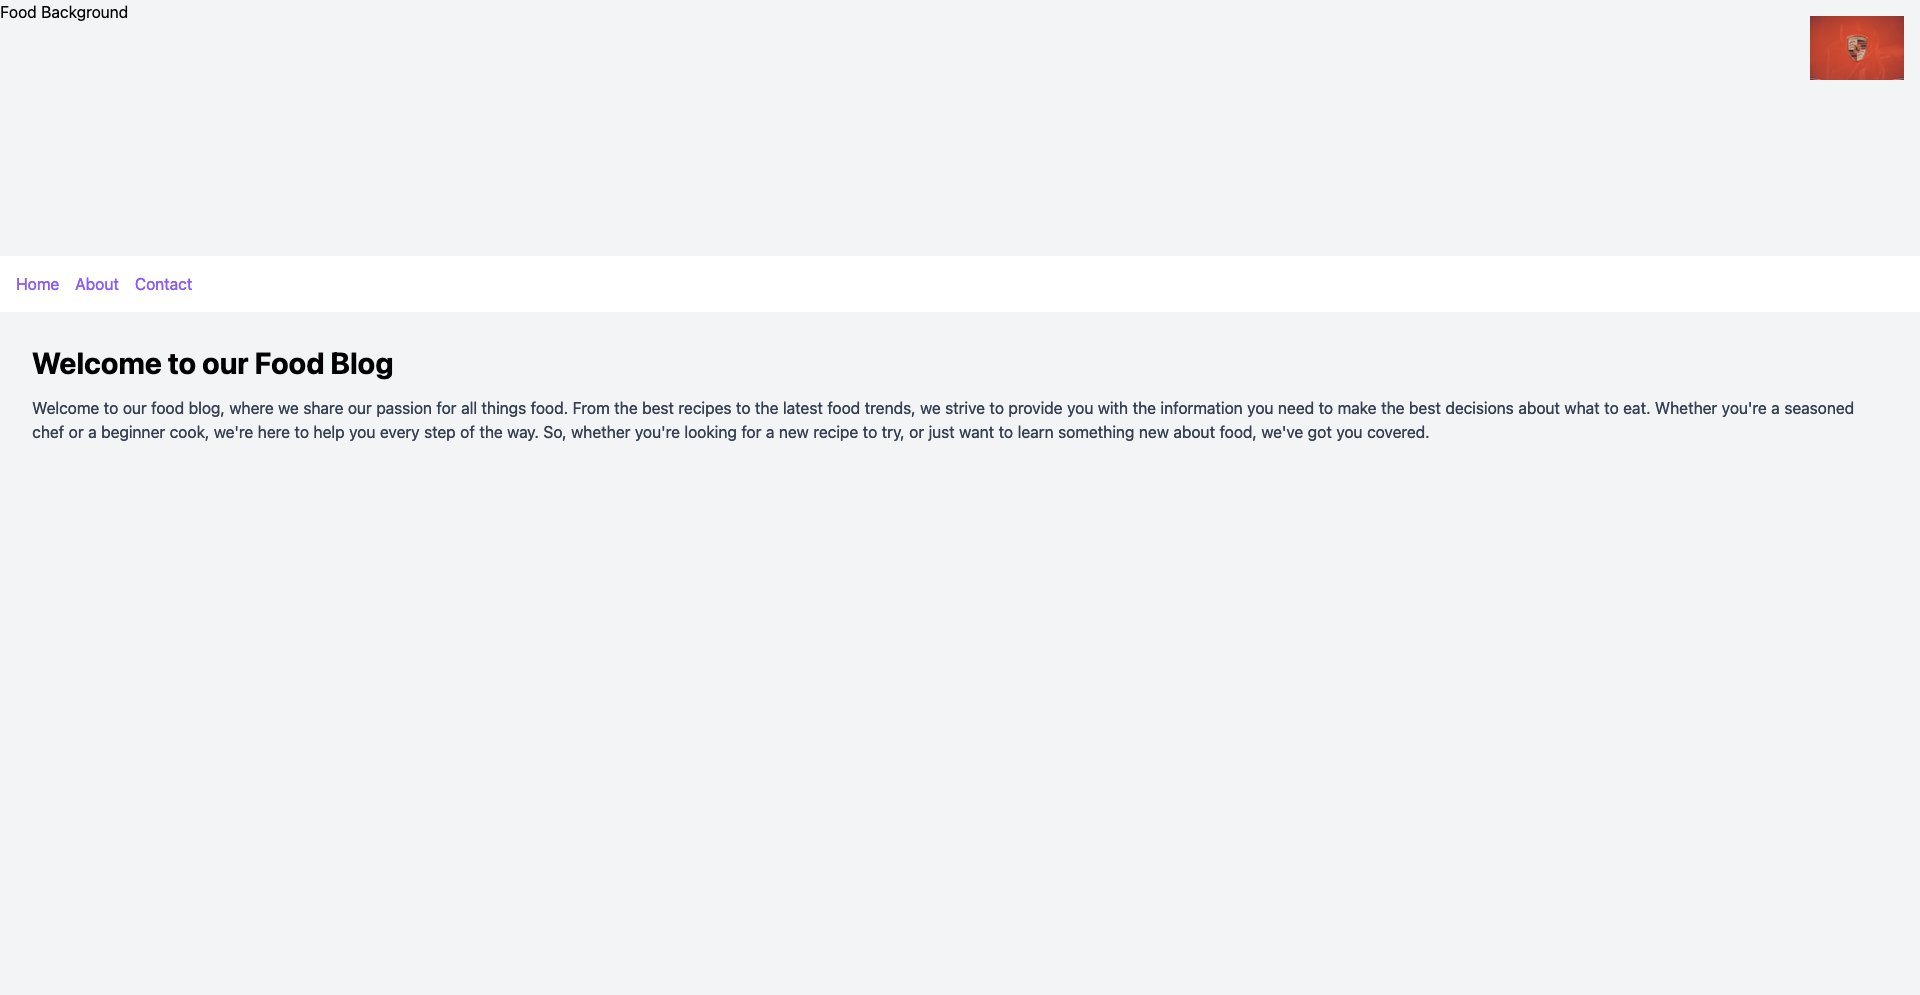 Food Background
Home About Contact
Welcome to our Food Blog
Welcome to our food blog, where we share our passion for all things food. From the best recipes to the latest food trends, we strive to provide you with the information you need to make the best decisions about what to eat. Whether you're a seasoned
chef or a beginner cook, we're here to help you every step of the way. So, whether you're looking for a new recipe to try, or just want to learn something new about food, we've got you covered.